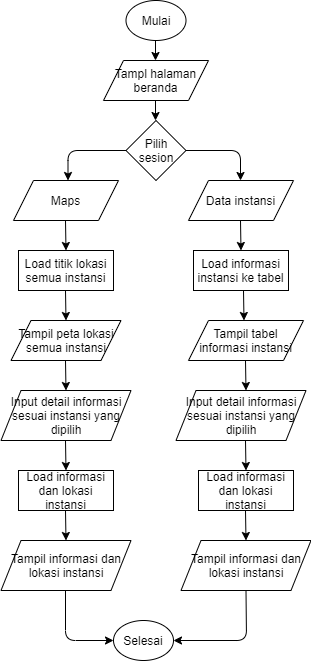 Mulai
Tampl halaman
beranda
Pilih
sesion
Maps
Data instansi
Load titik lokasi
semua instansi
Load informasi
instansi ke tabel
Tampil peta lokasi
semua instansi
Tampil tabel
informasi instansi
Input detail informasi
sesuai instansi yang
dipilih
Input detail informasi
sesuai instansi yang
dipilih
Load informasi
dan lokasi
instansi
Load informasi
dan lokasi
instansi
Tampil informasi dan
lokasi instansi
Tampil informasi dan
lokasi instansi
Selesai